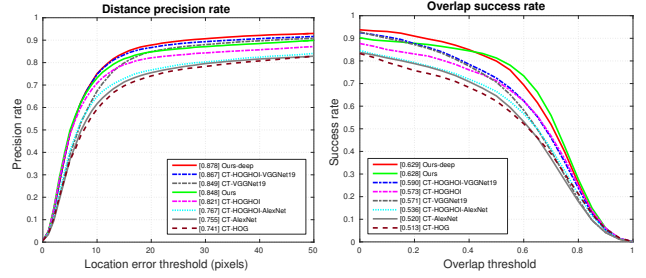 Distance precision rate
Precision rate
1
0.9
0.8
0.7
0.6
0.5
0.4
0.3
0.2
0.1
0
[0.878] Ours-deep
[0.867] CT-HOGHOI-VGGNet19
[0.849] CT-VGGNet19
[0.848] Ours
[0.821] CT-HOGHOI
[0.767] CT-HOGHOI-AlexNet
[0.755] CT-AlexNet
[0.741] CT-HOG
0 10 20 30 40 50
Location error threshold (pixels)
Overlap success rate
Success rate
1
0.9
0.8
0.7
0.6
0.5
0.4
0.3
0.2
0.1
0
[0.629] Ours-deep
[0.628] Ours
[0.590] CT-HOGHOI-VGGNet19
[0.573] CT-HOGHOI
[0.571] CT-VGGNet19
[0.536] CT-HOGHOI-AlexNet
[0.520] CT-AlexNet
[0.513] CT-HOG
0 0.2 0.4 0.6 0.8 1
Overlap threshold